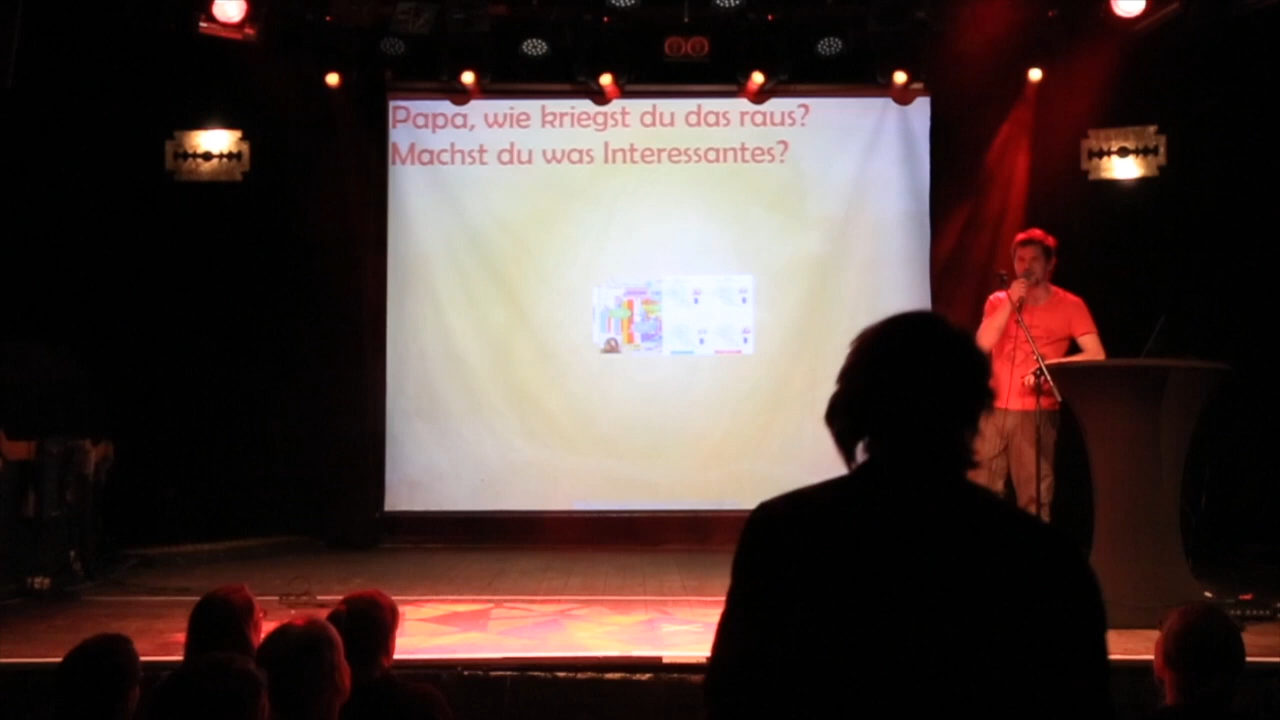 Papa, wie kriegst du das raus?
Machst du was Interessantes?